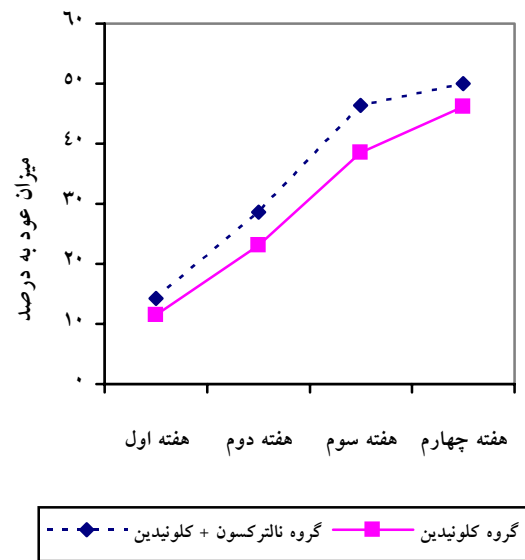 ۶۰
۵۰
۴۰
۳۰
۲۰
۱۰
۰
میزان عود به درصد
هفته اول
هفته دوم
هفته سوم
هفته چهارم
گروه کلونیدین
گروه نالترکسون + کلونیدین